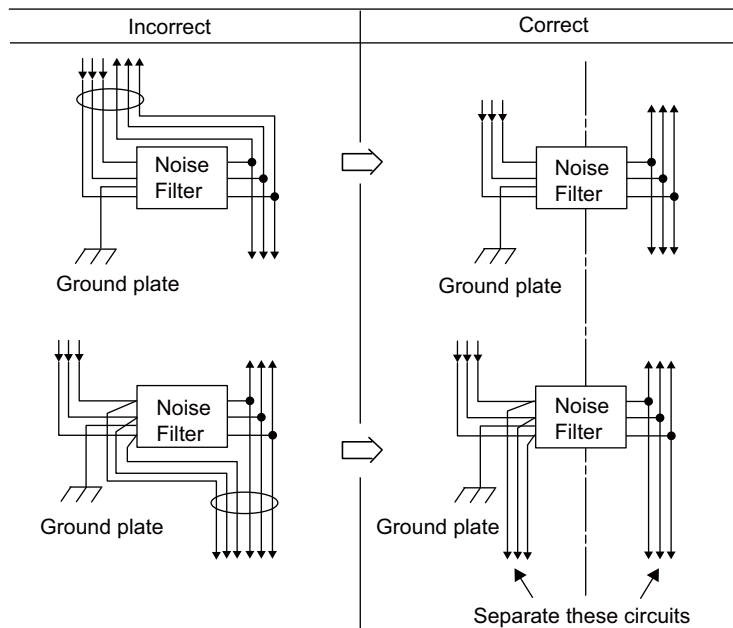 Incorrect
Correct
Noise
Filter
Ground plate
Noise
Filter
Ground plate
Noise
Filter
Ground plate
Noise
Filter
Ground plate
Separate these circuits